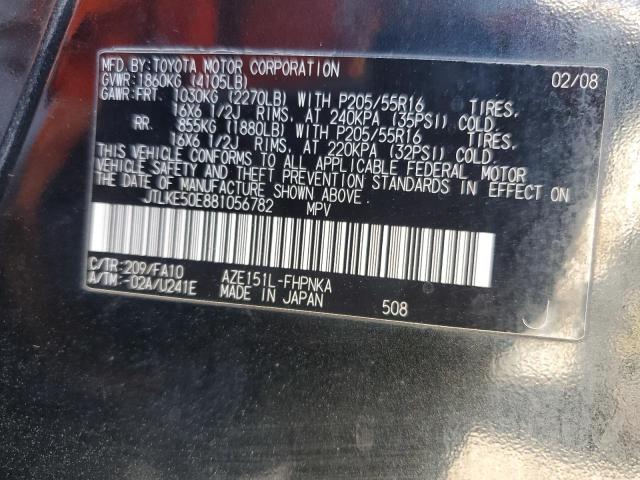 MFD.BY:TOYOTA MOTOR CORPORATION 02/08
GVWR:1860KG (4105LB)
GAWR:FRT. 1030KG (2270LB) WITH P205/55R16 TIRES,
16X6 1/2J RIMS, AT 240KPA (35PSI) COLD.
RR. 855KG (1880LB) WITH P205/55R16 TIRES,
16X6 1/2J RIMS, AT 220KPA (32PSI) COLD.
THIS VEHICLE CONFORMS TO ALL APPLICABLE FEDERAL MOTOR
VEHICLE SAFETY AND THEFT PREVENTION STANDARDS IN EFFECT ON
THE DATE OF MANUFACTURE SHOWN ABOVE.
JTLKE50E881056782 MPV
C/TR:209/FA10 AZE151L-FHPNKA
A/TM:-02A/U241E MADE IN JAPAN 508 J